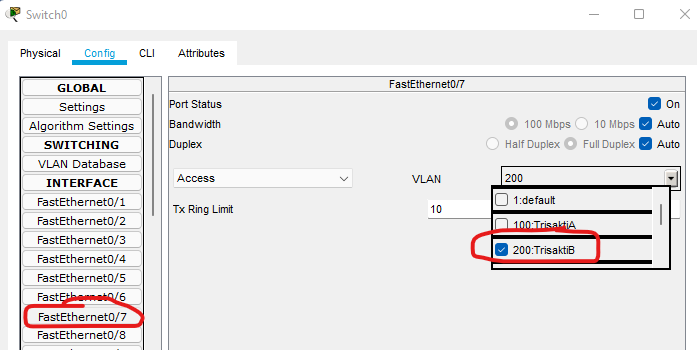 Switch0
Physical Config CLI Attributes
GLOBAL
Settings
Algorithm Settings
SWITCHING
VLAN Database
INTERFACE
FastEthernet0/1
FastEthernet0/2
FastEthernet0/3
FastEthernet0/4
FastEthernet0/5
FastEthernet0/6
FastEthernet0/7
FastEthernet0/8
FastEthernet0/7
Port Status On
Bandwidth 100 Mbps 10 Mbps Auto
Duplex Half Duplex Full Duplex Auto
Access VLAN 200
1:default
Tx Ring Limit 10
100:TrisaktiA
200:TrisaktiB